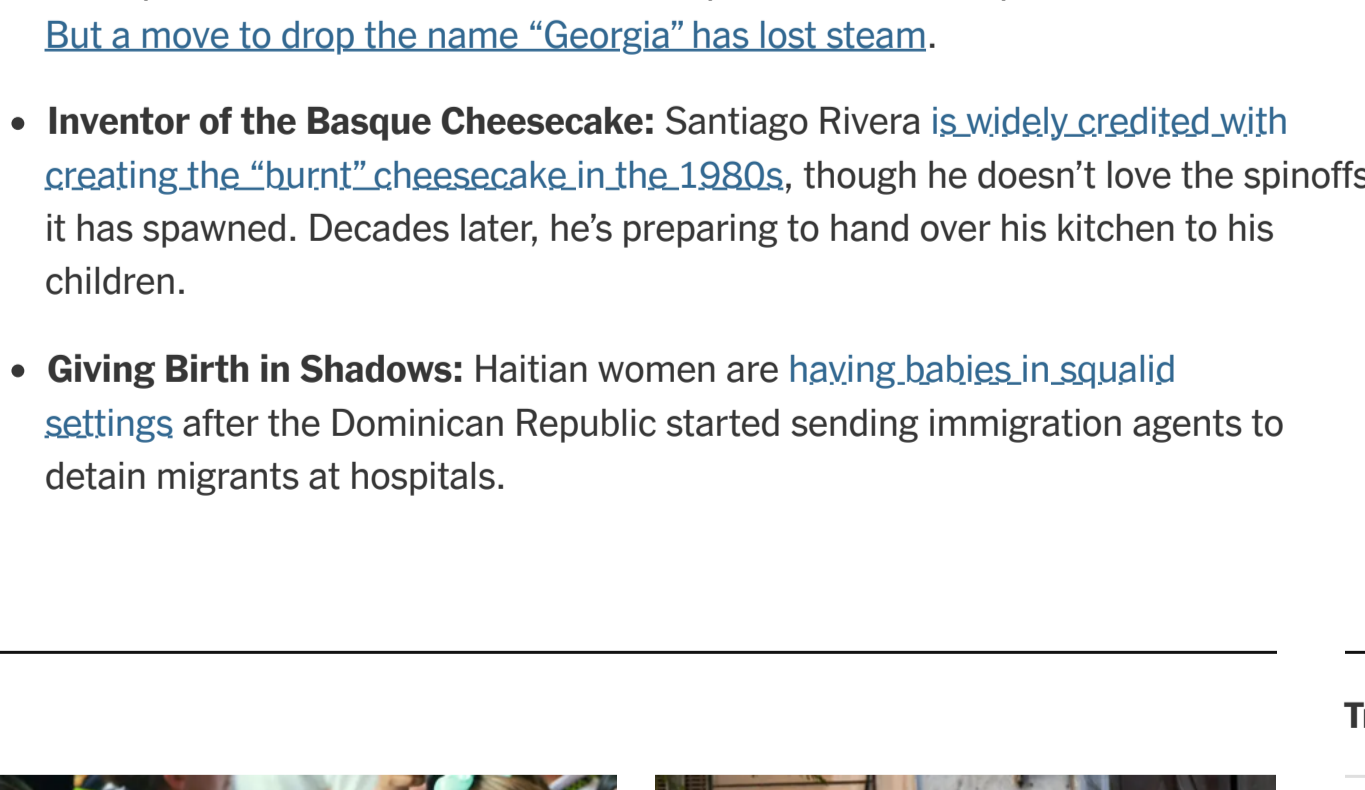 But a move to drop the name “Georgia” has lost steam.
• Inventor of the Basque Cheesecake: Santiago Rivera is widely credited with
creating the “burnt” cheesecake in the 1980s, though he doesn’t love the spinoffs
it has spawned. Decades later, he’s preparing to hand over his kitchen to his
children.
• Giving Birth in Shadows: Haitian women are having babies in squalid
settings after the Dominican Republic started sending immigration agents to
detain migrants at hospitals.